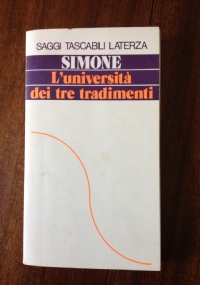 SAGGI TASCABILI LATERZA
SIMONE
L'università
dei tre tradimenti